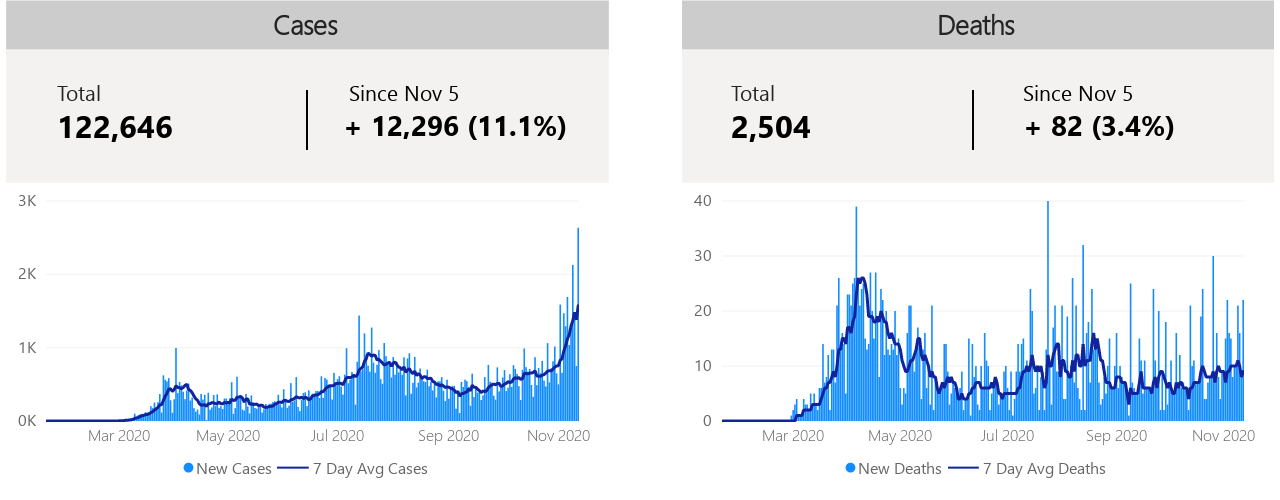 Cases
Total
122,646
Since Nov 5
+ 12,296 (11.1%)
3K
2K
1K
0K
Mar 2020 May 2020 Jul 2020 Sep 2020 Nov 2020
New Cases 7 Day Avg Cases
Deaths
Total
2,504
Since Nov 5
+ 82 (3.4%)
40
30
20
10
0
Mar 2020 May 2020 Jul 2020 Sep 2020 Nov 2020
New Deaths 7 Day Avg Deaths